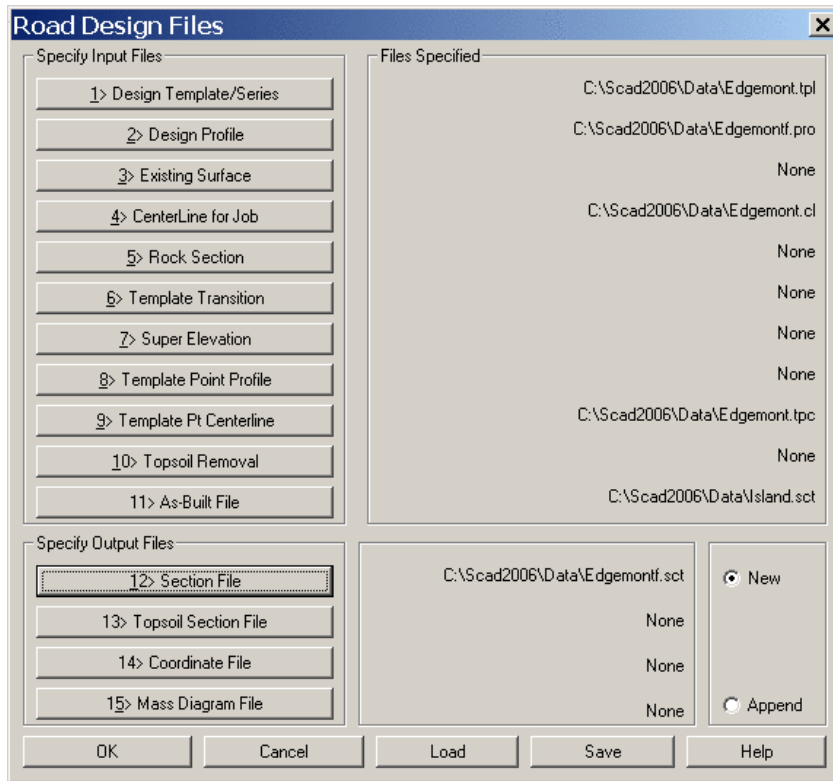 Road Design Files
Specify Input Files
Files Specified
1> Design Template/Series
C:\Scad2006\Data\Edgemont.tpl
2> Design Profile
C:\Scad2006\Data\Edgemontf.pro
3> Existing Surface
None
4> CenterLine for Job
C:\Scad2006\Data\Edgemont.cl
5> Rock Section
None
6> Template Transition
None
7> Super Elevation
None
8> Template Point Profile
None
9> Template Pt Centerline
C:\Scad2006\Data\Edgemont.tpc
10> Topsoil Removal
None
11> As-Built File
C:\Scad2006\Data\Island.sct
Specify Output Files
12> Section File
C:\Scad2006\Data\Edgemontf.sct
New
13> Topsoil Section File
None
14> Coordinate File
None
15> Mass Diagram File
None
Append
OK
Cancel
Load
Save
Help